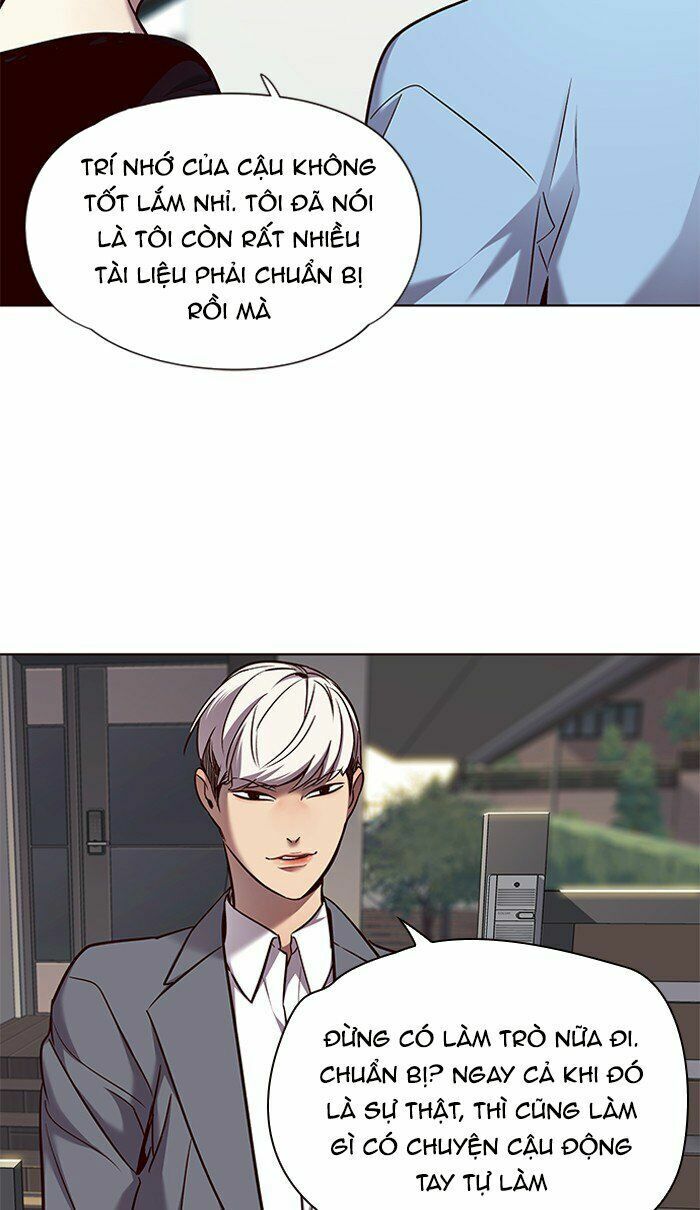 TRÍ NHỚ CỦA CẬU KHÔNG
TỐT LẮM NHỈ. TÔI ĐÃ NÓI
LÀ TÔI CÒN RẤT NHIỀU
TÀI LIỆU PHẢI CHUẨN BỊ
RỒI MÀ
ĐỪNG CÓ LÀM TRÒ NỮA ĐI.
CHUẨN BỊ? NGAY CẢ KHI ĐÓ
LÀ SỰ THẬT, THÌ CŨNG LÀM
GÌ CÓ CHUYỆN CẬU ĐỘNG
TAY TỰ LÀM